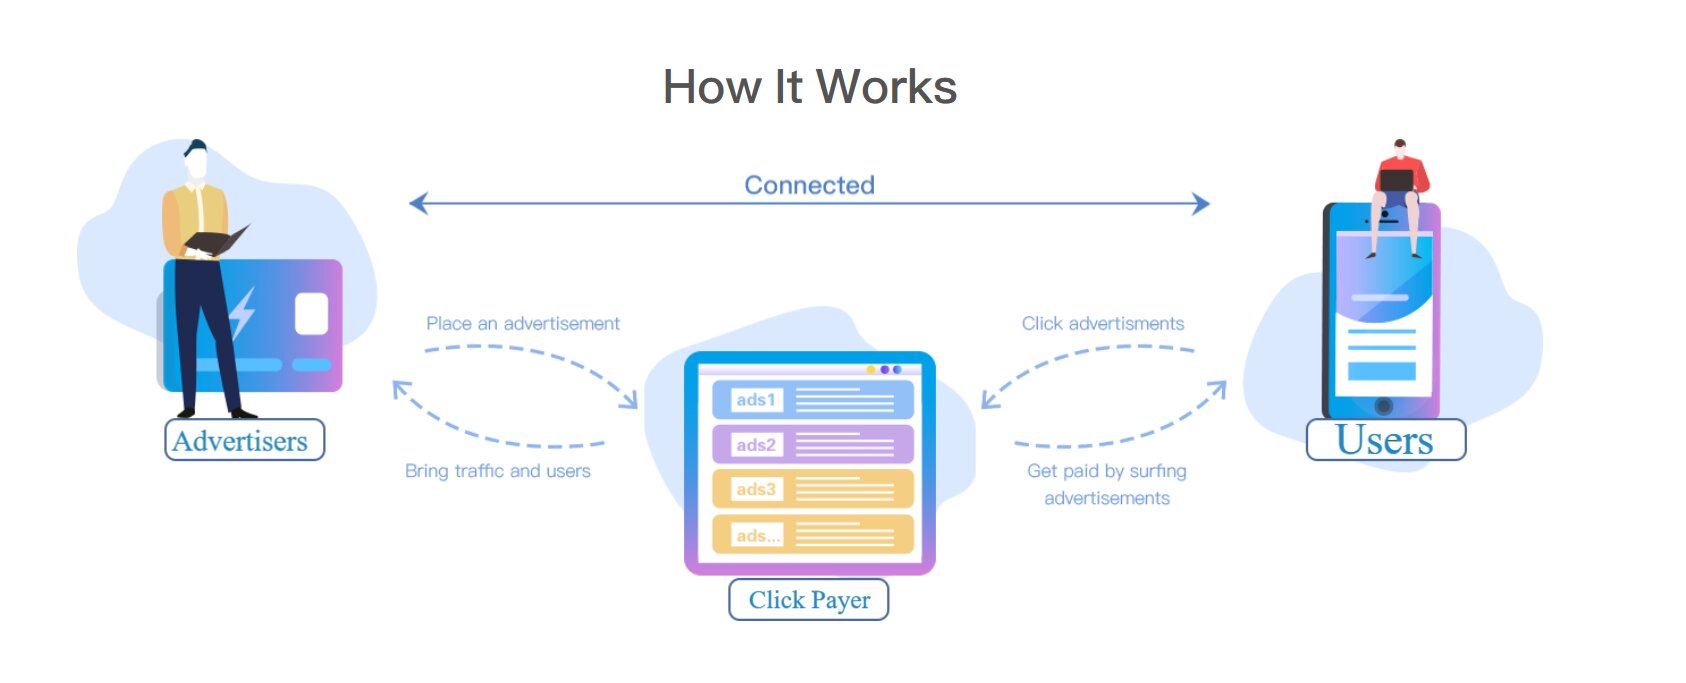 How It Works
Connected
Place an advertisement
Click advertisments
ads1
ads2
ads3
ads...
Advertisers
Users
Bring traffic and users
Get paid by surfing
advertisements
Click Payer